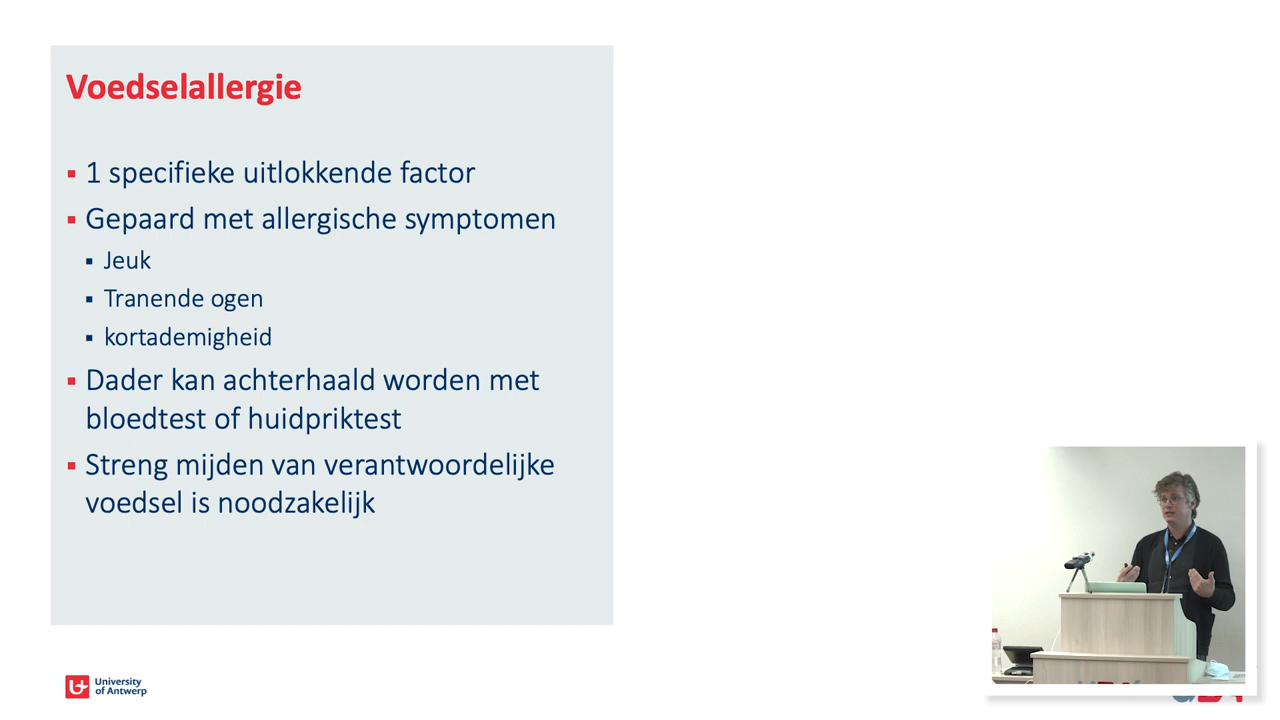 Voedselallergie
▪ 1 specifieke uitlokkende factor
▪ Gepaard met allergische symptomen
▪ Jeuk
▪ Tranende ogen
▪ kortademigheid
▪ Dader kan achterhaald worden met
bloedtest of huidpriktest
▪ Streng mijden van verantwoordelijke
voedsel is noodzakelijk
University
of Antwerp